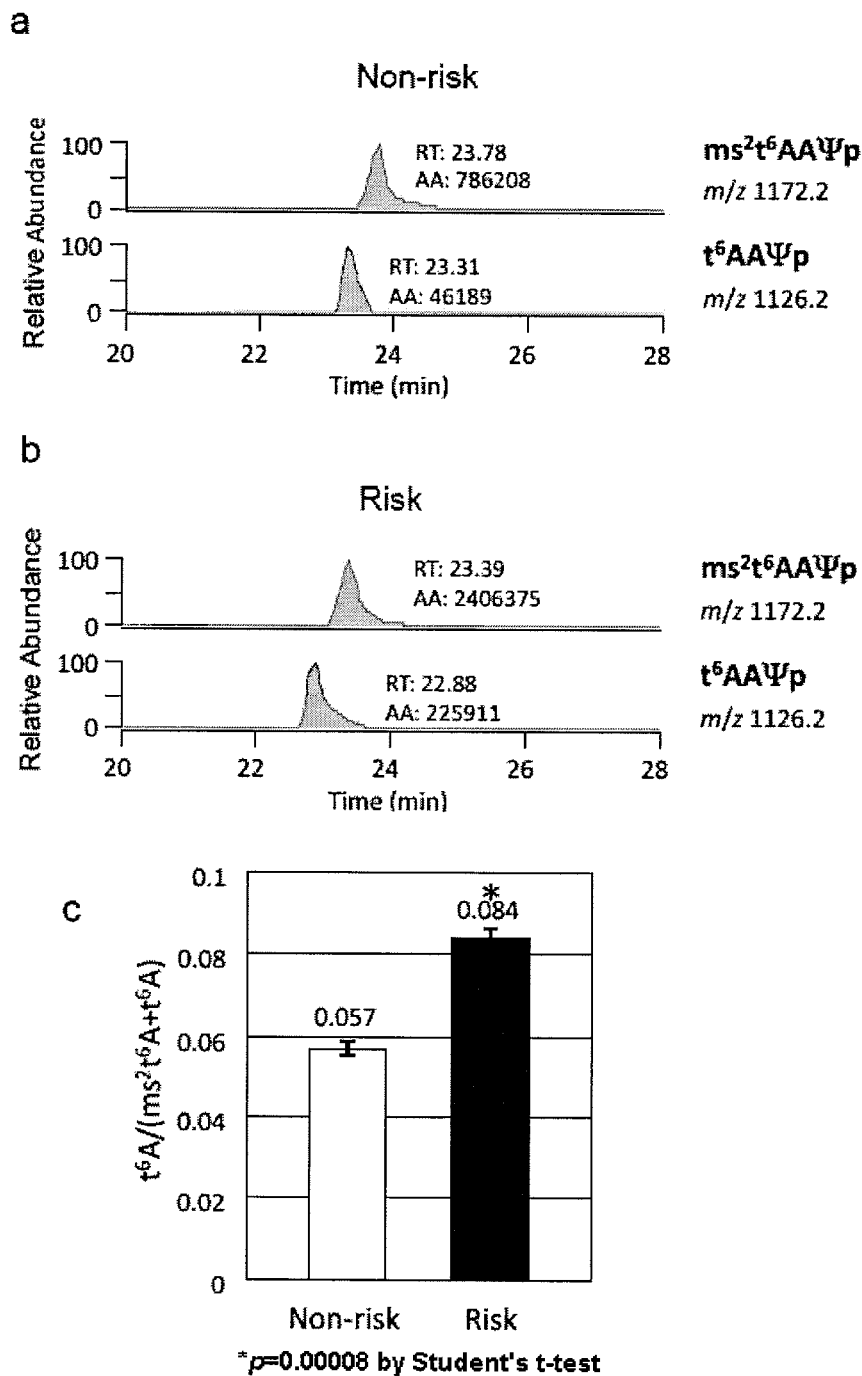 a
Non-risk
Relative Abundance
100
0
RT: 23.78
AA: 786208
ms²t⁶AAΨp
m/z 1172.2
100
0
RT: 23.31
AA: 46189
t⁶AAΨp
m/z 1126.2
20 22 24 26 28
Time (min)
b
Risk
Relative Abundance
100
0
RT: 23.39
AA: 2406375
ms²t⁶AAΨp
m/z 1172.2
100
0
RT: 22.88
AA: 225911
t⁶AAΨp
m/z 1126.2
20 22 24 26 28
Time (min)
c
t⁶A/(ms²t⁶A+t⁶A)
0.1
0.08
0.06
0.04
0.02
0
0.057
*
0.084
Non-risk Risk
*p=0.00008 by Student's t-test